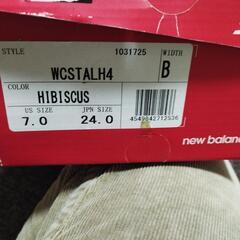 STYLE 1031725 WIDTH
WCSTALH4 B
COLOR
HIBISCUS
US SIZE JPN SIZE
7.0 24.0
new balance